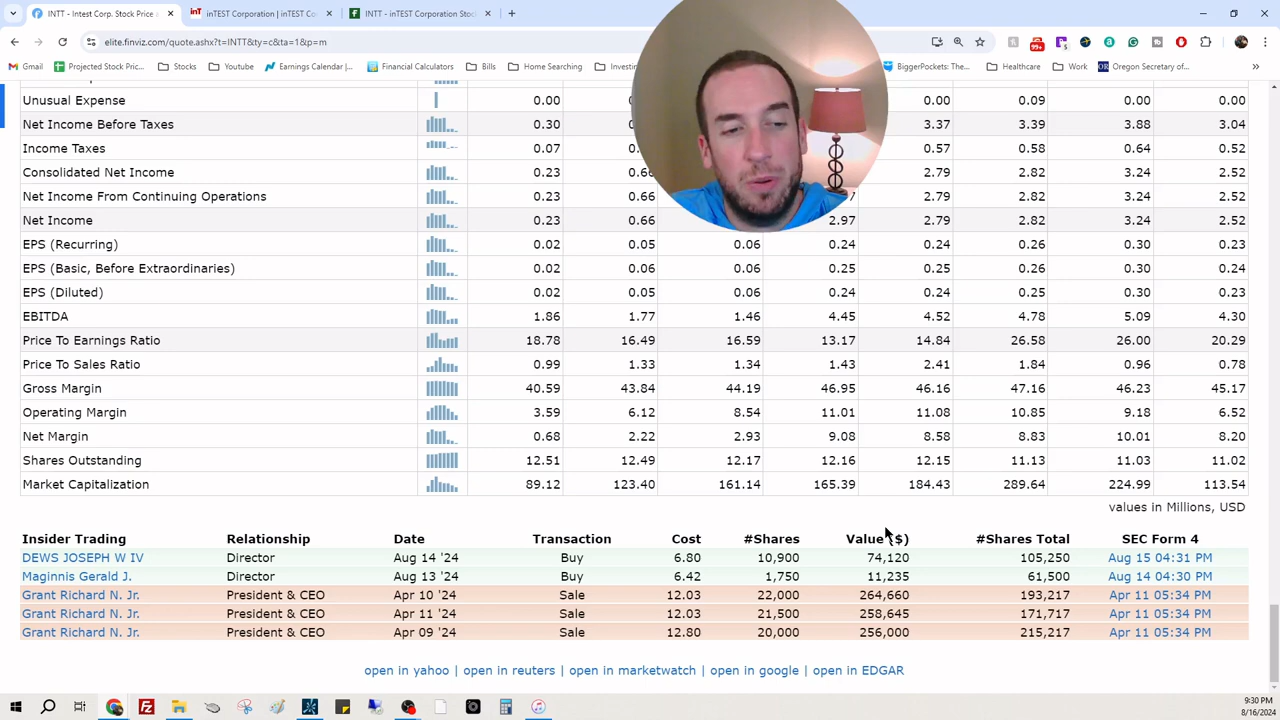 INTT - Intest Corp. Stock Price a
inTEST Corporation | inTEST Co
INTT - inTEST Corporation Stoc
elite.finviz.com/quote.ashx?t=INTT&ty=c&ta=1&p=m
99+
Gmail
Projected Stock Pric...
Stocks
Youtube
Earnings Calendar |...
Financial Calculators
Bills
Home Searching
BiggerPockets: The...
Healthcare
Work
Oregon Secretary of...
»
Unusual Expense 0.00 0.00 0.09 0.00 0.00
Net Income Before Taxes 0.30 3.37 3.39 3.88 3.04
Income Taxes 0.07 0.57 0.58 0.64 0.52
Consolidated Net Income 0.23 2.79 2.82 3.24 2.52
Net Income From Continuing Operations 0.23 0.66 7 2.79 2.82 3.24 2.52
Net Income 0.23 0.66 2.97 2.79 2.82 3.24 2.52
EPS (Recurring) 0.02 0.05 0.06 0.24 0.24 0.26 0.30 0.23
EPS (Basic, Before Extraordinaries) 0.02 0.06 0.06 0.25 0.25 0.26 0.30 0.24
EPS (Diluted) 0.02 0.05 0.06 0.24 0.24 0.25 0.30 0.23
EBITDA 1.86 1.77 1.46 4.45 4.52 4.78 5.09 4.30
Price To Earnings Ratio 18.78 16.49 16.59 13.17 14.84 26.58 26.00 20.29
Price To Sales Ratio 0.99 1.33 1.34 1.43 2.41 1.84 0.96 0.78
Gross Margin 40.59 43.84 44.19 46.95 46.16 47.16 46.23 45.17
Operating Margin 3.59 6.12 8.54 11.01 11.08 10.85 9.18 6.52
Net Margin 0.68 2.22 2.93 9.08 8.58 8.83 10.01 8.20
Shares Outstanding 12.51 12.49 12.17 12.16 12.15 11.13 11.03 11.02
Market Capitalization 89.12 123.40 161.14 165.39 184.43 289.64 224.99 113.54
values in Millions, USD
Insider Trading Relationship Date Transaction Cost #Shares Value ($) #Shares Total SEC Form 4
DEWS JOSEPH W IV Director Aug 14 '24 Buy 6.80 10,900 74,120 105,250 Aug 15 04:31 PM
Maginnis Gerald J. Director Aug 13 '24 Buy 6.42 1,750 11,235 61,500 Aug 14 04:30 PM
Grant Richard N. Jr. President & CEO Apr 10 '24 Sale 12.03 22,000 264,660 193,217 Apr 11 05:34 PM
Grant Richard N. Jr. President & CEO Apr 11 '24 Sale 12.03 21,500 258,645 171,717 Apr 11 05:34 PM
Grant Richard N. Jr. President & CEO Apr 09 '24 Sale 12.80 20,000 256,000 215,217 Apr 11 05:34 PM
open in yahoo | open in reuters | open in marketwatch | open in google | open in EDGAR
9:30 PM
8/16/2024